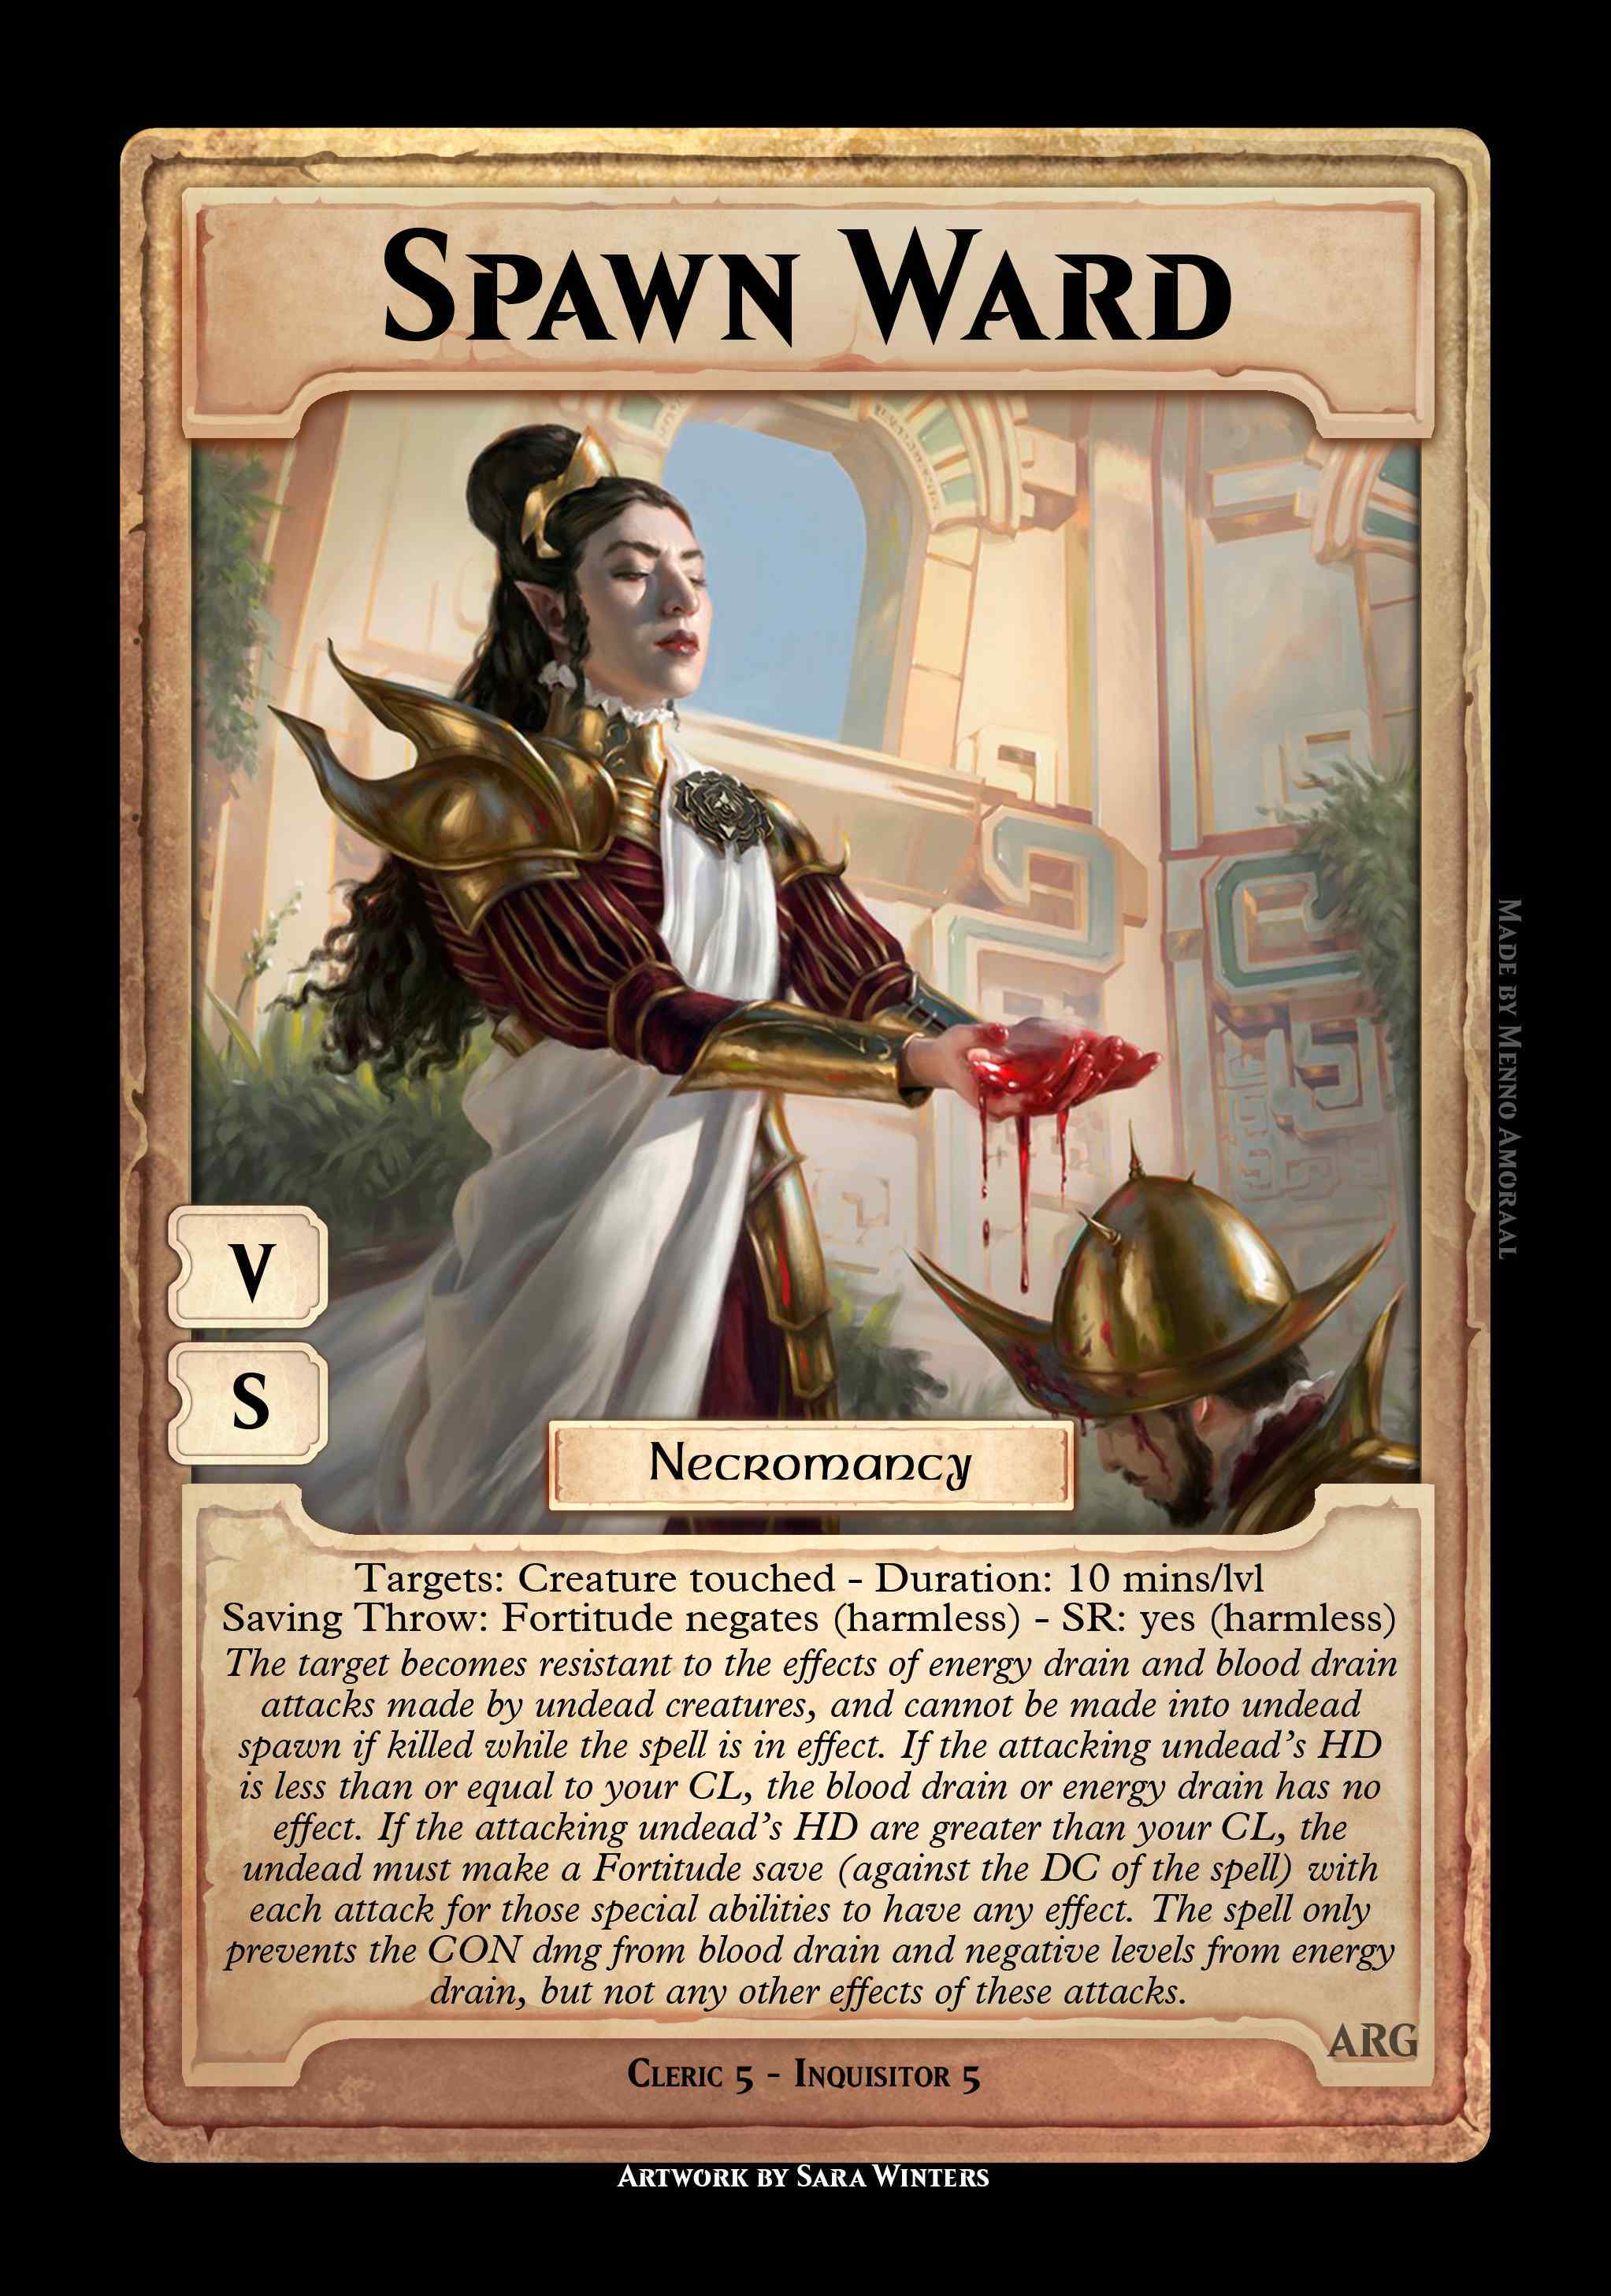 Spawn Ward
V
S
Necromancy
Targets: Creature touched - Duration: 10 mins/lvl
Saving Throw: Fortitude negates (harmless) - SR: yes (harmless)
The target becomes resistant to the effects of energy drain and blood drain
attacks made by undead creatures, and cannot be made into undead
spawn if killed while the spell is in effect. If the attacking undead's HD
is less than or equal to your CL, the blood drain or energy drain has no
effect. If the attacking undead's HD are greater than your CL, the
undead must make a Fortitude save (against the DC of the spell) with
each attack for those special abilities to have any effect. The spell only
prevents the CON dmg from blood drain and negative levels from energy
drain, but not any other effects of these attacks.
ARG
Cleric 5 - Inquisitor 5
Artwork by Sara Winters
Made by Menno Amoraal